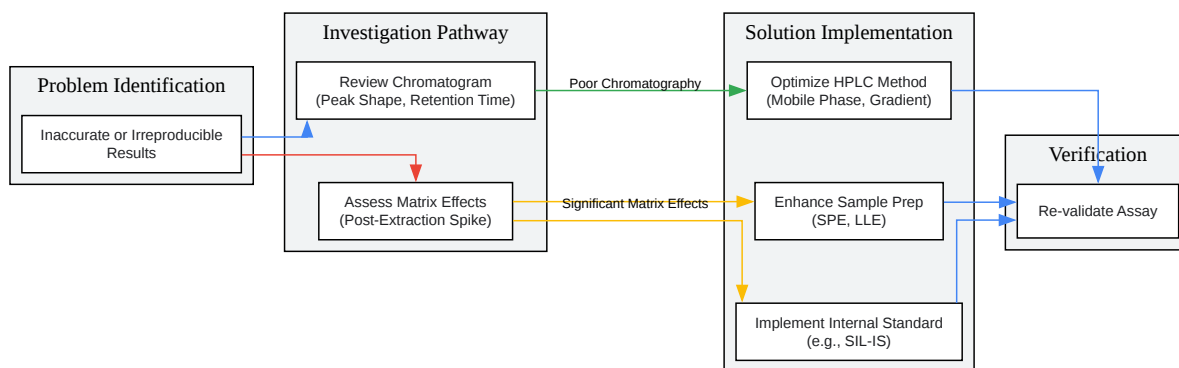 Problem Identification
Inaccurate or Irreproducible
Results
Investigation Pathway
Review Chromatogram
(Peak Shape, Retention Time)
Assess Matrix Effects
(Post-Extraction Spike)
Poor Chromatography
Significant Matrix Effects
Solution Implementation
Optimize HPLC Method
(Mobile Phase, Gradient)
Enhance Sample Prep
(SPE, LLE)
Implement Internal Standard
(e.g., SIL-IS)
Verification
Re-validate Assay